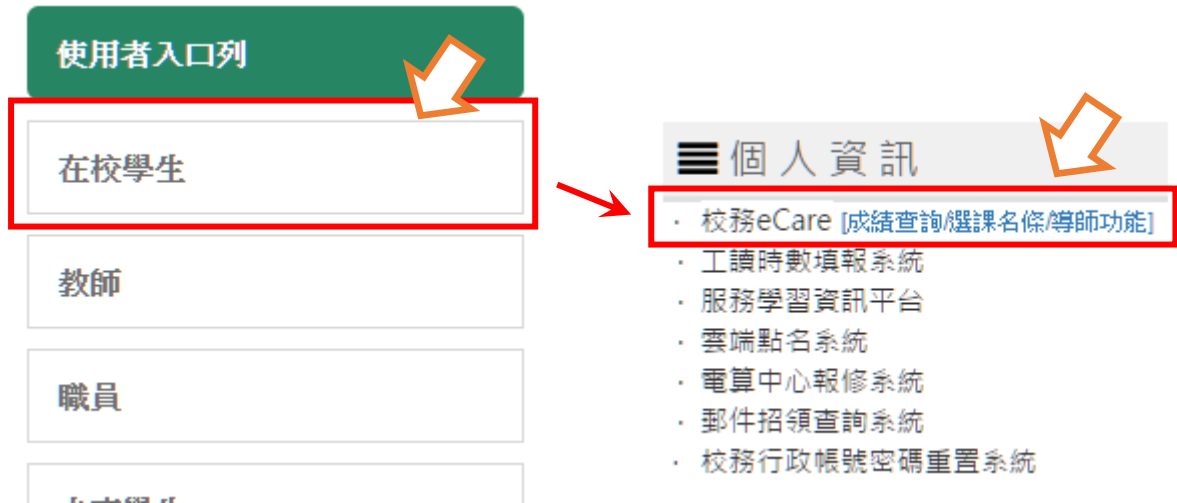 使用者入口列
在校學生
教師
職員
個人資訊
· 校務eCare [成績查詢/選課名條/導師功能]
· 工讀時數填報系統
· 服務學習資訊平台
· 雲端點名系統
· 電算中心報修系統
· 郵件招領查詢系統
· 校務行政帳號密碼重置系統